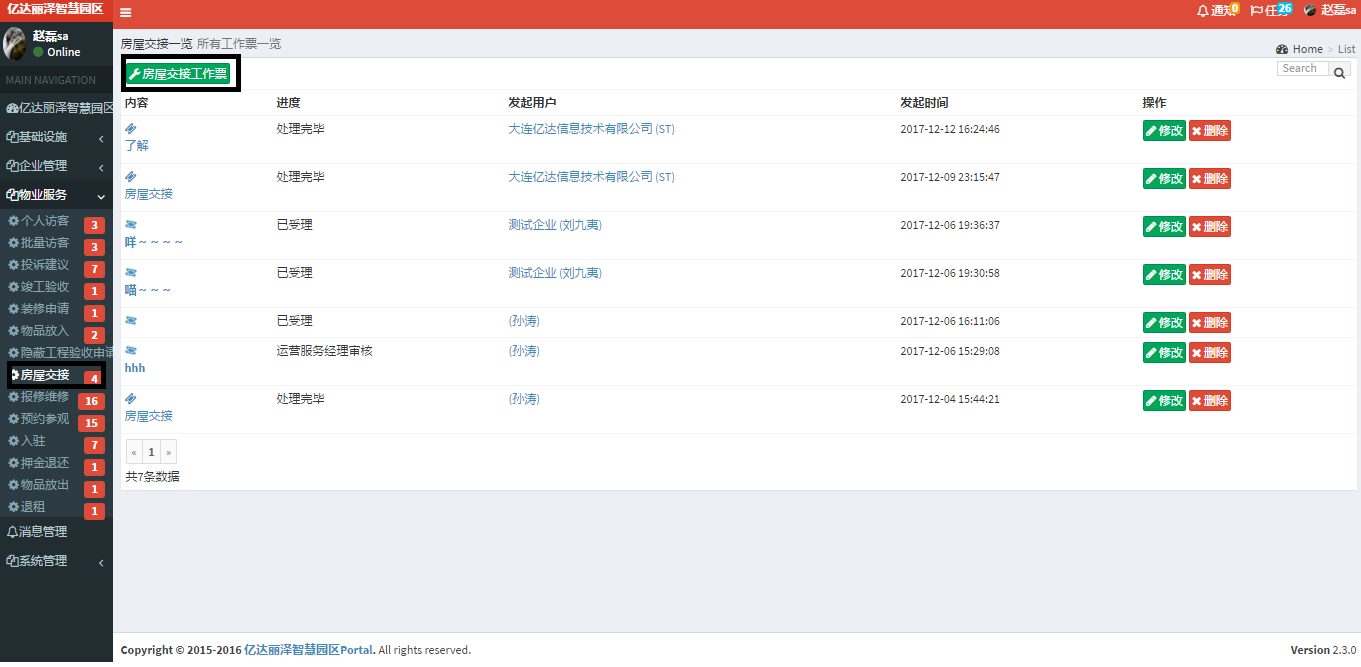 亿达丽泽智慧园区
通知 0 任务 26 赵磊sa
赵磊sa
Online
MAIN NAVIGATION
亿达丽泽智慧园区
基础设施
企业管理
物业服务
个人访客 3
批量访客 3
投诉建议 7
竣工验收 1
装修申请 1
物品放入 2
隐蔽工程验收申请
房屋交接 4
报修维修 16
预约参观 15
入驻 7
押金退还 1
物品放出 1
退租 1
消息管理
系统管理
房屋交接一览 所有工作票一览
Home > List
房屋交接工作票
Search
内容 进度 发起用户 发起时间 操作
处理完毕 大连亿达信息技术有限公司 (ST) 2017-12-12 16:24:46 修改 删除
了解
处理完毕 大连亿达信息技术有限公司 (ST) 2017-12-09 23:15:47 修改 删除
房屋交接
已受理 测试企业 (刘九夷) 2017-12-06 19:36:37 修改 删除
咩~~~~
已受理 测试企业 (刘九夷) 2017-12-06 19:30:58 修改 删除
喵~~~
已受理 (孙涛) 2017-12-06 16:11:06 修改 删除
运营服务经理审核 (孙涛) 2017-12-06 15:29:08 修改 删除
hhh
处理完毕 (孙涛) 2017-12-04 15:44:21 修改 删除
房屋交接
« 1 »
共7条数据
Copyright © 2015-2016 亿达丽泽智慧园区Portal. All rights reserved.
Version 2.3.0